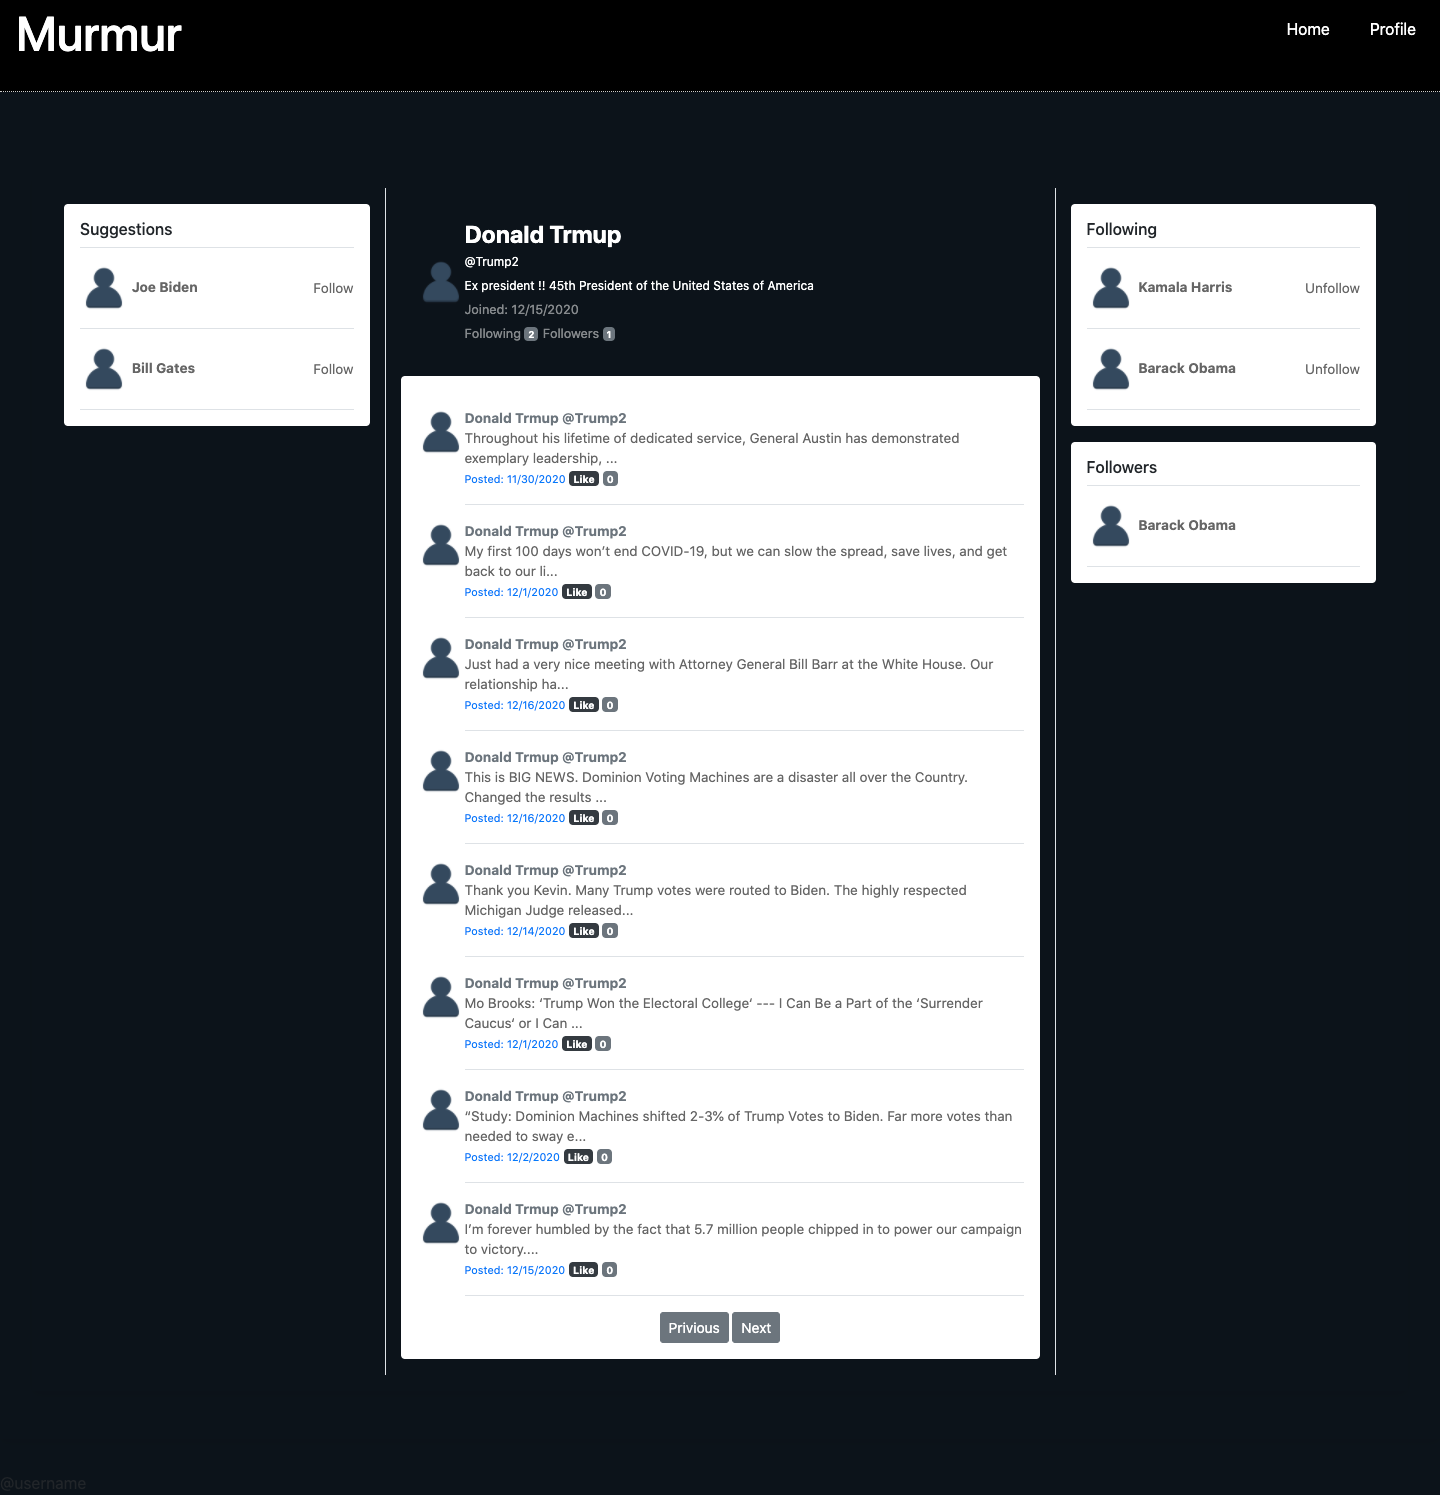 Murmur
Home Profile
Suggestions
Joe Biden Follow
Bill Gates Follow
Donald Trmup
@Trump2
Ex president !! 45th President of the United States of America
Joined: 12/15/2020
Following 2 Followers 1
Donald Trmup @Trump2
Throughout his lifetime of dedicated service, General Austin has demonstrated
exemplary leadership, ...
Posted: 11/30/2020 Like 0
Donald Trmup @Trump2
My first 100 days won’t end COVID-19, but we can slow the spread, save lives, and get
back to our li...
Posted: 12/1/2020 Like 0
Donald Trmup @Trump2
Just had a very nice meeting with Attorney General Bill Barr at the White House. Our
relationship ha...
Posted: 12/16/2020 Like 0
Donald Trmup @Trump2
This is BIG NEWS. Dominion Voting Machines are a disaster all over the Country.
Changed the results ...
Posted: 12/16/2020 Like 0
Donald Trmup @Trump2
Thank you Kevin. Many Trump votes were routed to Biden. The highly respected
Michigan Judge released...
Posted: 12/14/2020 Like 0
Donald Trmup @Trump2
Mo Brooks: ‘Trump Won the Electoral College‘ --- I Can Be a Part of the ‘Surrender
Caucus‘ or I Can ...
Posted: 12/1/2020 Like 0
Donald Trmup @Trump2
“Study: Dominion Machines shifted 2-3% of Trump Votes to Biden. Far more votes than
needed to sway e...
Posted: 12/2/2020 Like 0
Donald Trmup @Trump2
I’m forever humbled by the fact that 5.7 million people chipped in to power our campaign
to victory....
Posted: 12/15/2020 Like 0
Privious Next
Following
Kamala Harris Unfollow
Barack Obama Unfollow
Followers
Barack Obama
@username